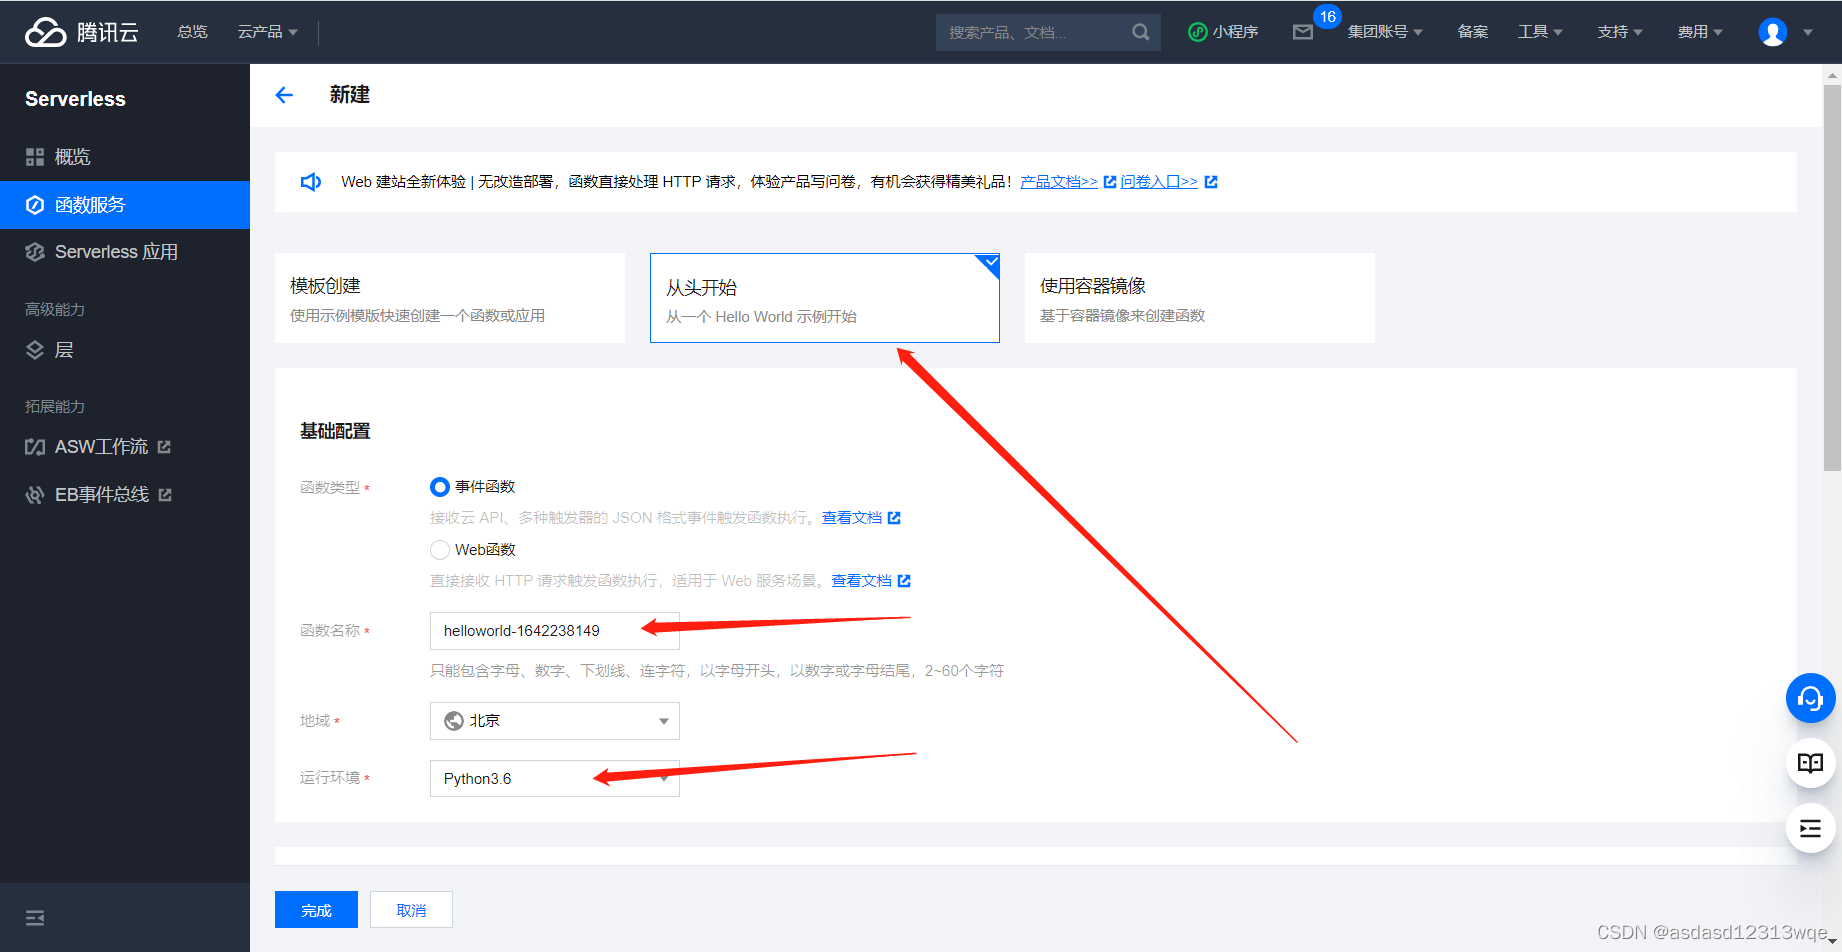 腾讯云 总览 云产品 搜索产品、文档... 小程序 16 集团账号 备案 工具 支持 费用
Serverless
概览
函数服务
Serverless 应用
高级能力
层
拓展能力
ASW工作流
EB事件总线
新建
Web 建站全新体验 | 无改造部署，函数直接处理 HTTP 请求，体验产品写问卷，有机会获得精美礼品！产品文档>> 问卷入口>>
模板创建
使用示例模版快速创建一个函数或应用
从头开始
从一个 Hello World 示例开始
使用容器镜像
基于容器镜像来创建函数
基础配置
函数类型 * 事件函数
接收云 API、多种触发器的 JSON 格式事件触发函数执行。查看文档
Web函数
直接接收 HTTP 请求触发函数执行，适用于 Web 服务场景。查看文档
函数名称 * helloworld-1642238149
只能包含字母、数字、下划线、连字符，以字母开头，以数字或字母结尾，2~60个字符
地域 * 北京
运行环境 * Python3.6
完成 取消
CSDN @asdasd12313wqe